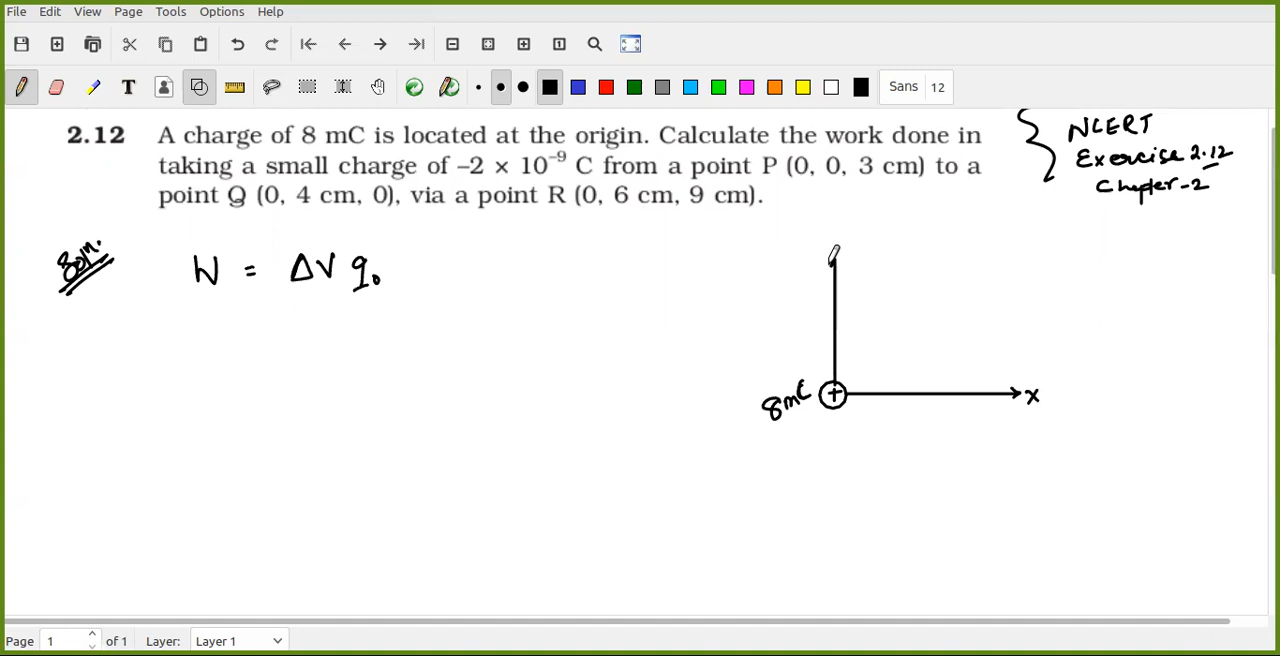 File Edit View Page Tools Options Help
Sans 12
2.12 A charge of 8 mC is located at the origin. Calculate the work done in
taking a small charge of –2 × 10⁻⁹ C from a point P (0, 0, 3 cm) to a
point Q (0, 4 cm, 0), via a point R (0, 6 cm, 9 cm).
NCERT
Exercise 2.12
Chapter-2
Soln.
W = ΔV q₀
8mC
+
x
Page 1 of 1 Layer: Layer 1